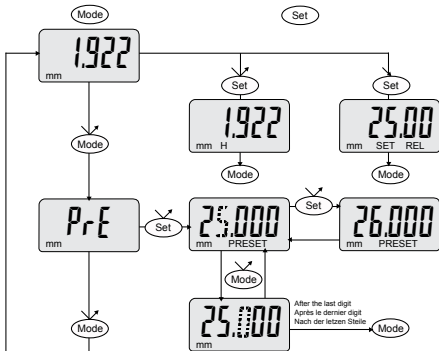 Mode
Set
1.922
mm
Set
Set
1.922
mm H
25.00
mm SET REL
Mode
Mode
Mode
PrE
mm
Set
25.000
mm PRESET
Set
26.000
mm PRESET
Mode
25.000
mm
After the last digit
Après le dernier digit
Nach der letzen Steile
Mode
Mode